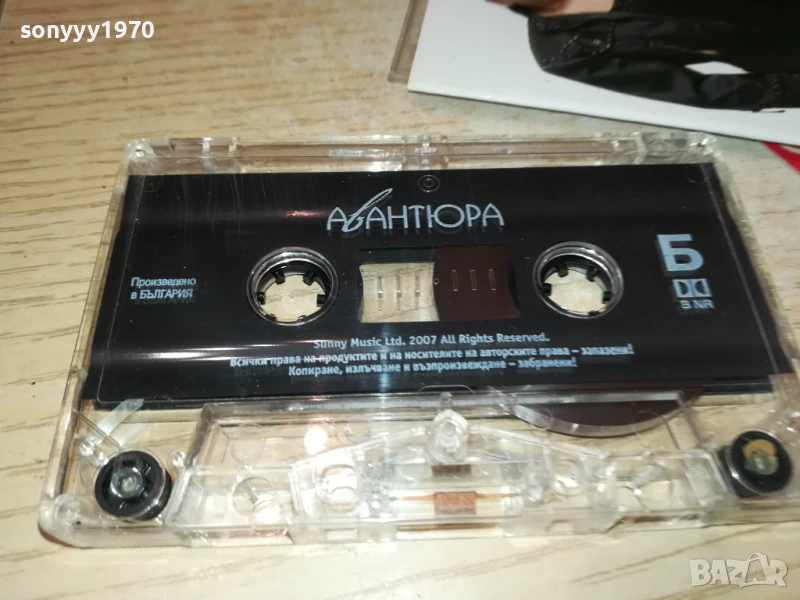 sonyyy1970
АВАНТЮРА
Произведено
в БЪЛГАРИЯ
Б
B NR
Sunny Music Ltd. 2007 All Rights Reserved.
Всички права на продуктите и на носителите на авторските права – запазени!
Копиране, излъчване и възпроизвеждане – забранени!
BAZAR